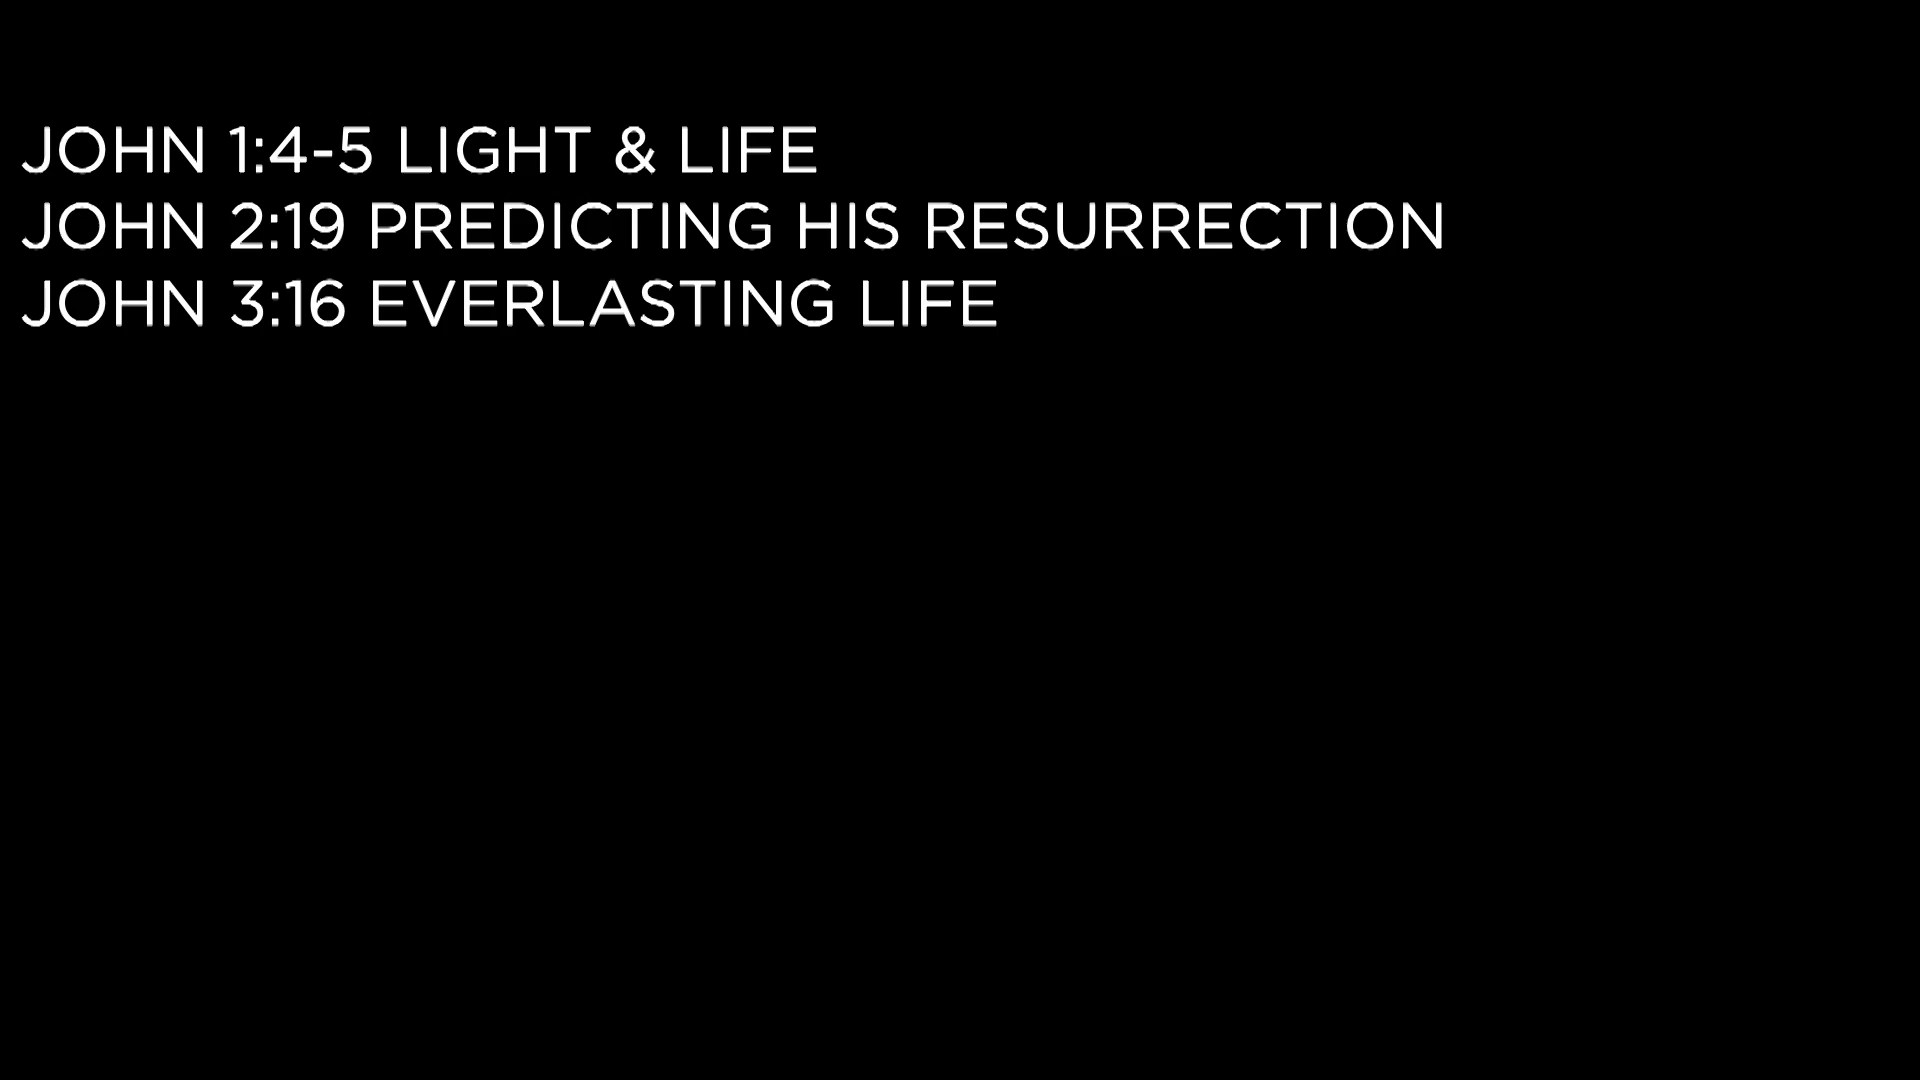 JOHN 1:4-5 LIGHT & LIFE
JOHN 2:19 PREDICTING HIS RESURRECTION
JOHN 3:16 EVERLASTING LIFE